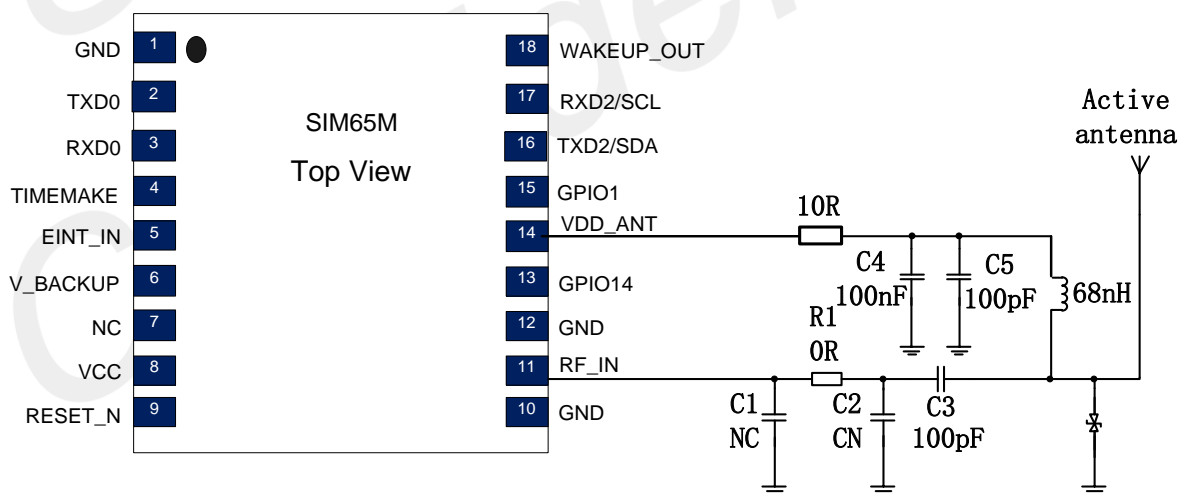 GND 1
TXD0 2
RXD0 3
TIMEMAKE 4
EINT_IN 5
V_BACKUP 6
NC 7
VCC 8
RESET_N 9
SIM65M
Top View
18 WAKEUP_OUT
17 RXD2/SCL
16 TXD2/SDA
15 GPIO1
14 VDD_ANT
13 GPIO14
12 GND
11 RF_IN
10 GND
Active
antenna
10R
C4
100nF
C5
100pF
68nH
R1
0R
C1
NC
C2
CN
C3
100pF